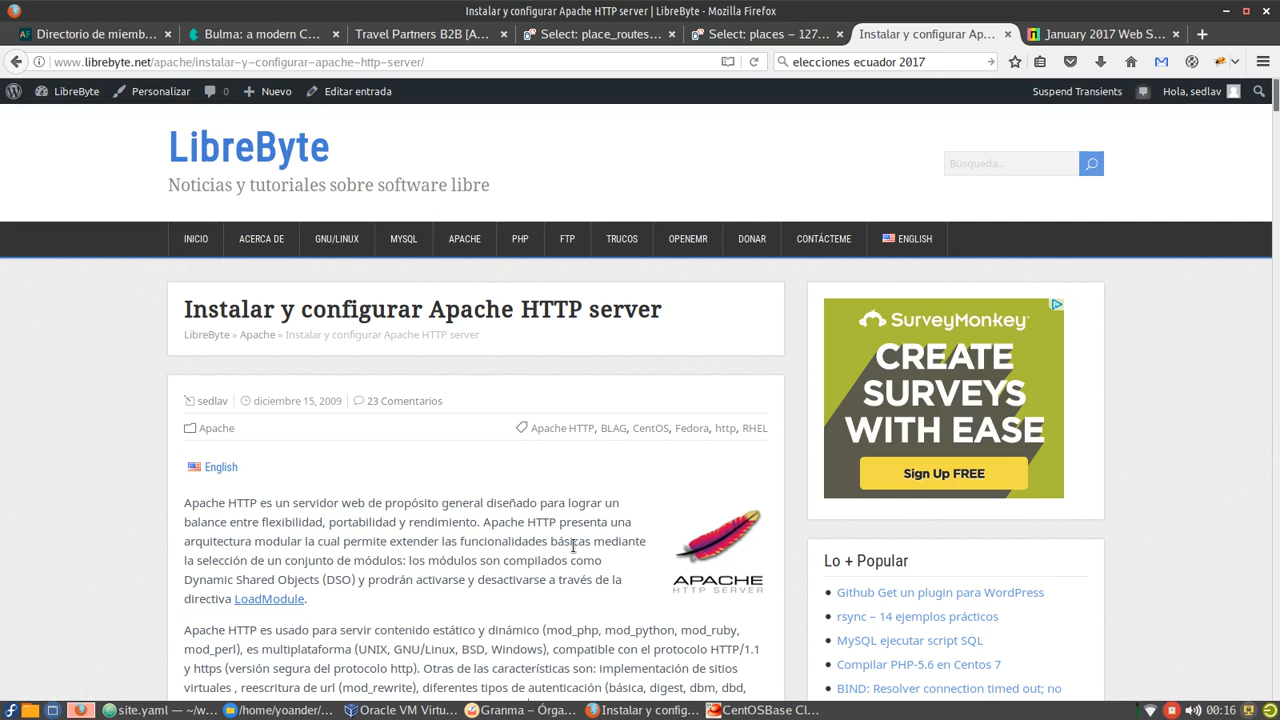 Instalar y configurar Apache HTTP server | LibreByte - Mozilla Firefox
Directorio de miemb...
Bulma: a modern C...
Travel Partners B2B [A...
Select: place_routes...
Select: places – 127...
Instalar y configurar Ap...
January 2017 Web S...
www.librebyte.net/apache/instalar-y-configurar-apache-http-server/
elecciones ecuador 2017
LibreByte
Personalizar
0
Nuevo
Editar entrada
Suspend Transients
Hola, sedlav
LibreByte
Noticias y tutoriales sobre software libre
Búsqueda...
INICIO
ACERCA DE
GNU/LINUX
MYSQL
APACHE
PHP
FTP
TRUCOS
OPENEMR
DONAR
CONTÁCTEME
ENGLISH
Instalar y configurar Apache HTTP server
LibreByte » Apache » Instalar y configurar Apache HTTP server
sedlav
diciembre 15, 2009
23 Comentarios
Apache
Apache HTTP, BLAG, CentOS, Fedora, http, RHEL
English
Apache HTTP es un servidor web de propósito general diseñado para lograr un
balance entre flexibilidad, portabilidad y rendimiento. Apache HTTP presenta una
arquitectura modular la cual permite extender las funcionalidades básicas mediante
la selección de un conjunto de módulos: los módulos son compilados como
Dynamic Shared Objects (DSO) y prodrán activarse y desactivarse a través de la
directiva LoadModule.
APACHE
HTTP SERVER
Apache HTTP es usado para servir contenido estático y dinámico (mod_php, mod_python, mod_ruby,
mod_perl), es multiplataforma (UNIX, GNU/Linux, BSD, Windows), compatible con el protocolo HTTP/1.1
y https (versión segura del protocolo http). Otras de las características son: implementación de sitios
virtuales , reescritura de url (mod_rewrite), diferentes tipos de autenticación (básica, digest, dbm, dbd,
SurveyMonkey
CREATE
SURVEYS
WITH EASE
Sign Up FREE
Lo + Popular
Github Get un plugin para WordPress
rsync – 14 ejemplos prácticos
MySQL ejecutar script SQL
Compilar PHP-5.6 en Centos 7
BIND: Resolver connection timed out; no
site.yaml — ~/w...
/home/yoander/...
Oracle VM Virtu...
Granma – Órga...
Instalar y config...
CentOSBase Cl...
00:16